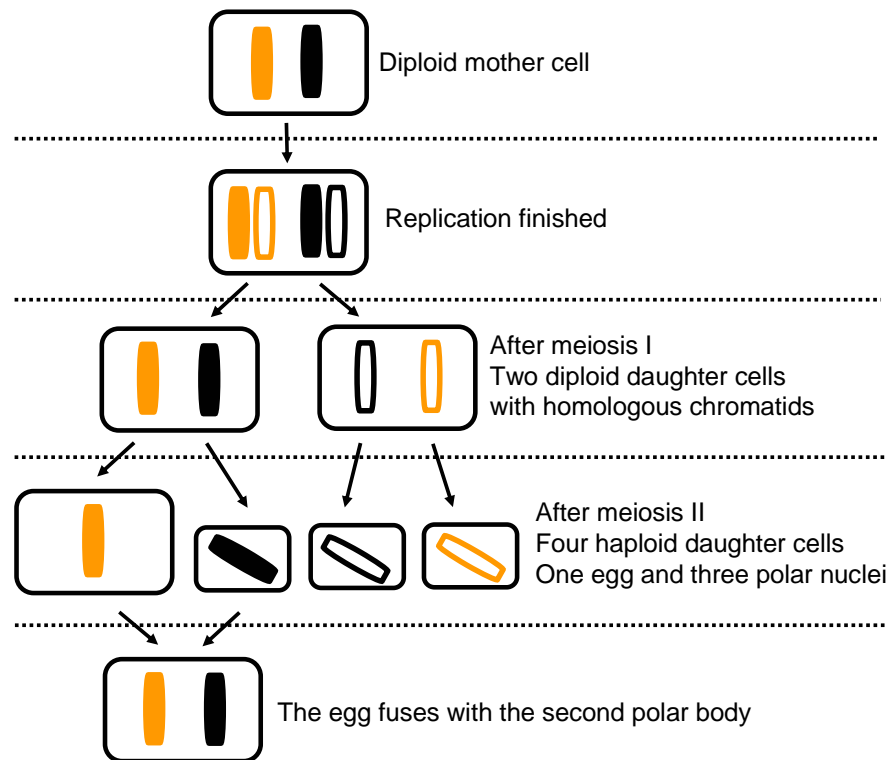 Diploid mother cell
Replication finished
After meiosis I
Two diploid daughter cells
with homologous chromatids
After meiosis II
Four haploid daughter cells
One egg and three polar nuclei
The egg fuses with the second polar body